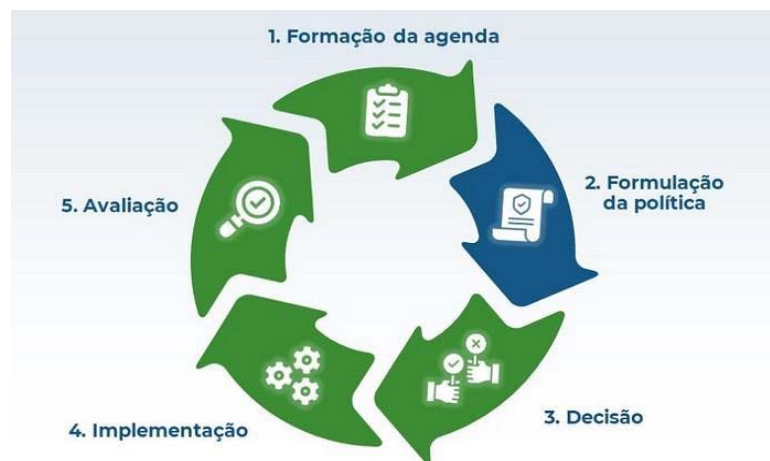 1. Formação da agenda
2. Formulação
da política
3. Decisão
4. Implementação
5. Avaliação